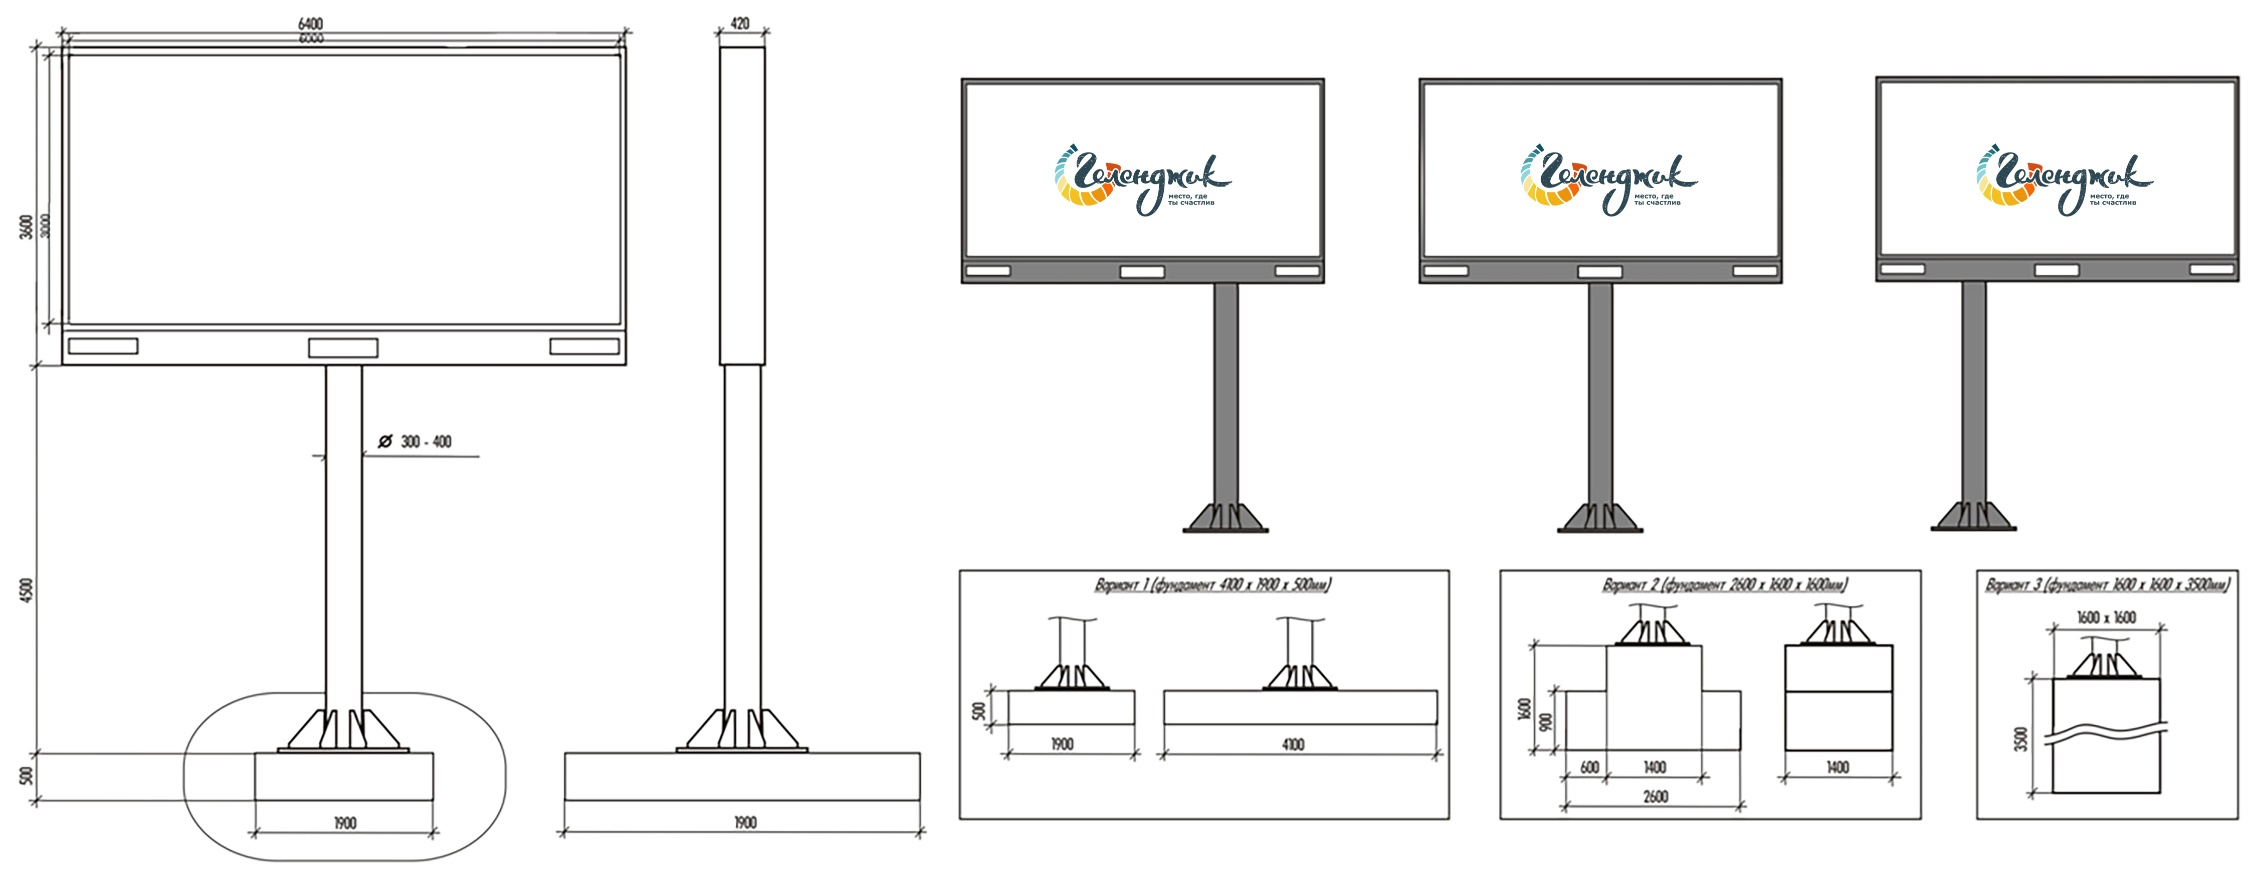 6400
6000
3600
3000
4500
500
Ø 300 - 400
1900
420
1900
Геленджик
место, где
ты счастлив
Геленджик
место, где
ты счастлив
Геленджик
место, где
ты счастлив
Вариант 1 (фундамент 4100 х 1900 х 500мм)
500
1900
4100
Вариант 2 (фундамент 2600 х 1600 х 1600мм)
1600
900
600
1400
2600
1400
Вариант 3 (фундамент 1600 х 1600 х 3500мм)
1600 х 1600
3500